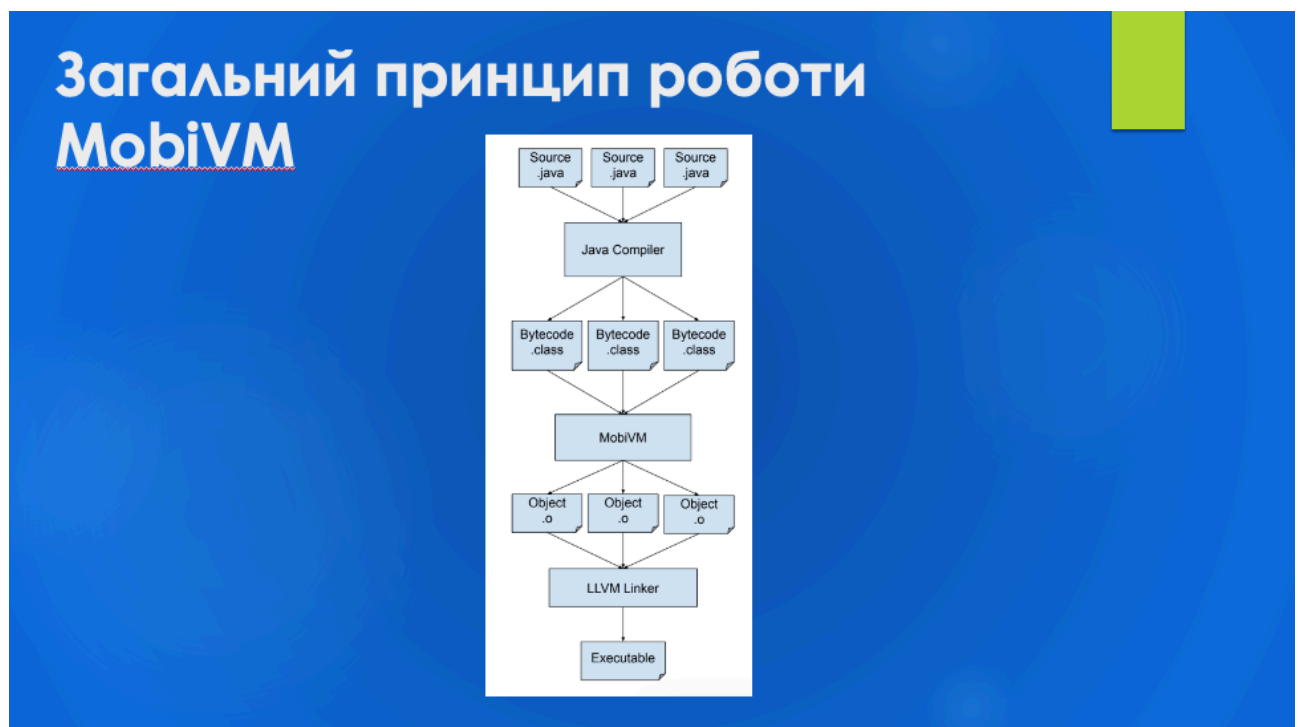 Загальний принцип роботи
MobiVM
Source
.java
Source
.java
Source
.java
Java Compiler
Bytecode
.class
Bytecode
.class
Bytecode
.class
MobiVM
Object
.o
Object
.o
Object
.o
LLVM Linker
Executable